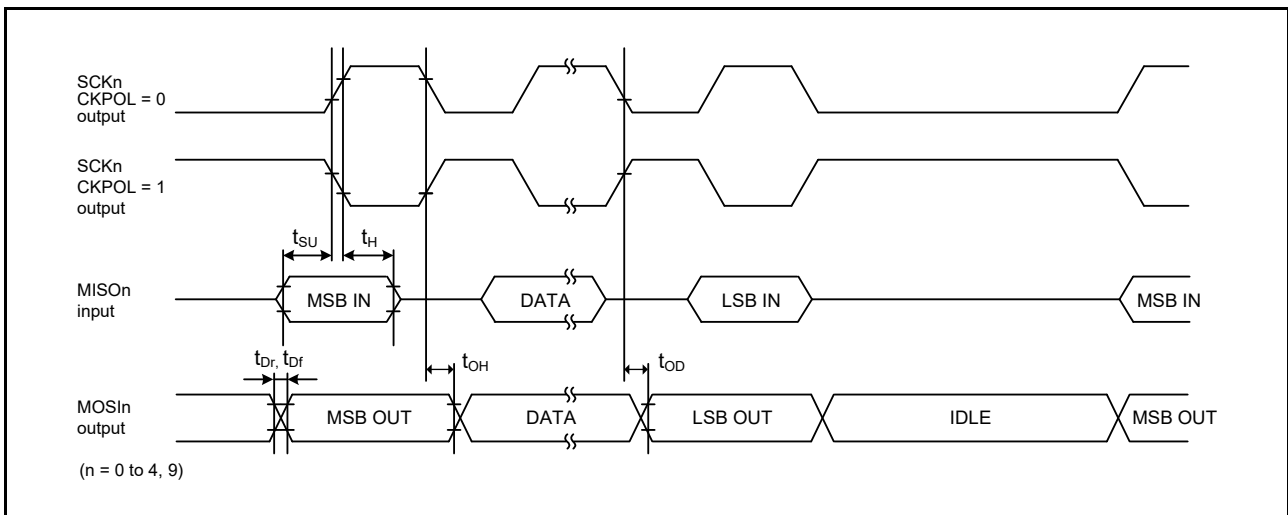 SCKn
CKPOL = 0
output
SCKn
CKPOL = 1
output
tSU
tH
MISOn
input
MSB IN
DATA
LSB IN
MSB IN
tDr, tDf
tOH
tOD
MOSIn
output
MSB OUT
DATA
LSB OUT
IDLE
MSB OUT
(n = 0 to 4, 9)